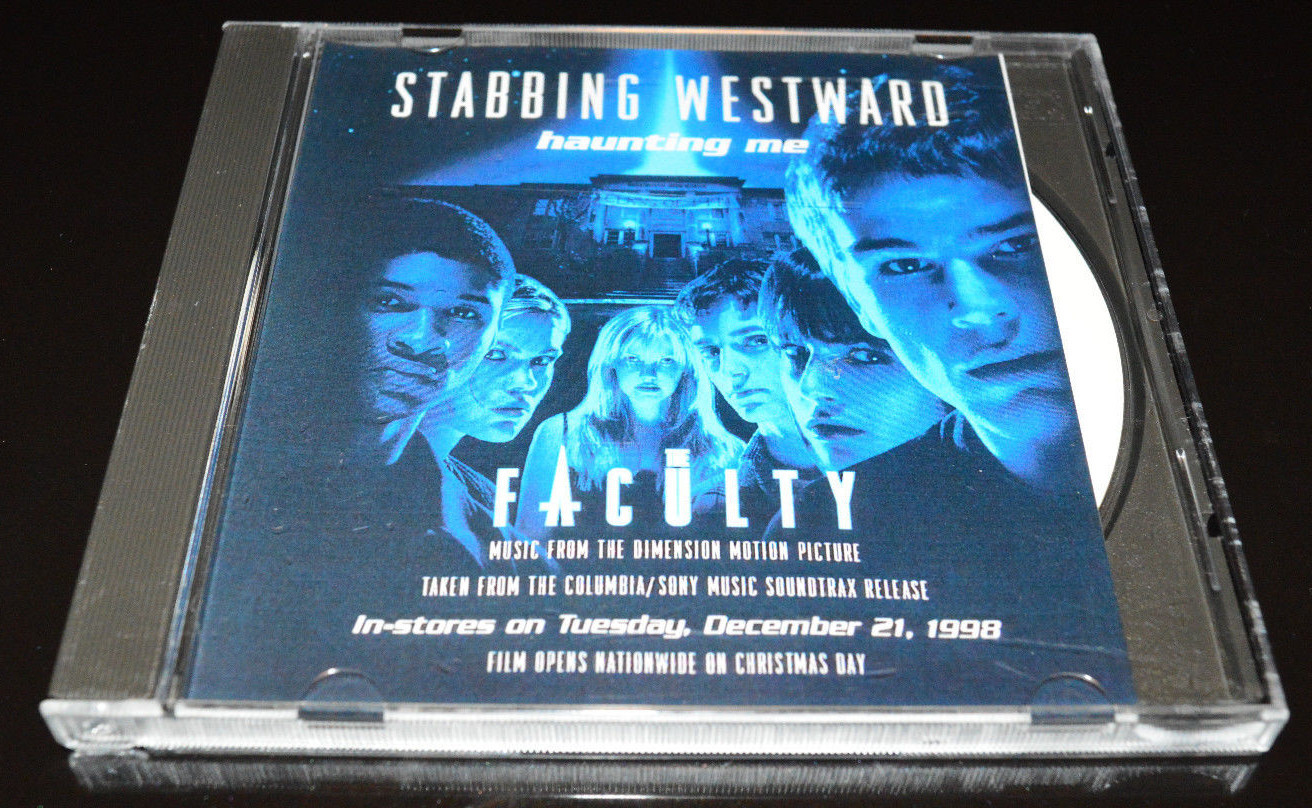 STABBING WESTWARD
haunting me
THE
FACULTY
MUSIC FROM THE DIMENSION MOTION PICTURE
TAKEN FROM THE COLUMBIA/SONY MUSIC SOUNDTRAX RELEASE
In-stores on Tuesday, December 21, 1998
FILM OPENS NATIONWIDE ON CHRISTMAS DAY